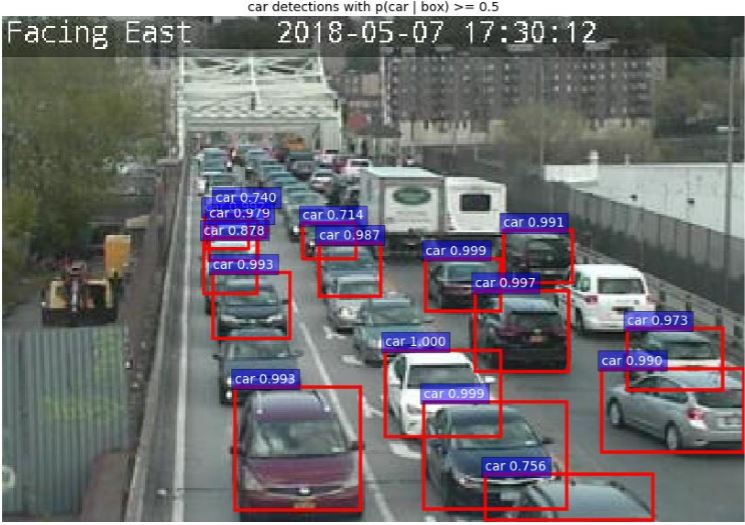 car detections with p(car | box) >= 0.5
Facing East 2018-05-07 17:30:12
car 0.740
car 0.979
car 0.714
car 0.878
car 0.987
car 0.991
car 0.999
car 0.993
car 0.997
car 0.973
car 1.000
car 0.990
car 0.993
car 0.999
car 0.756